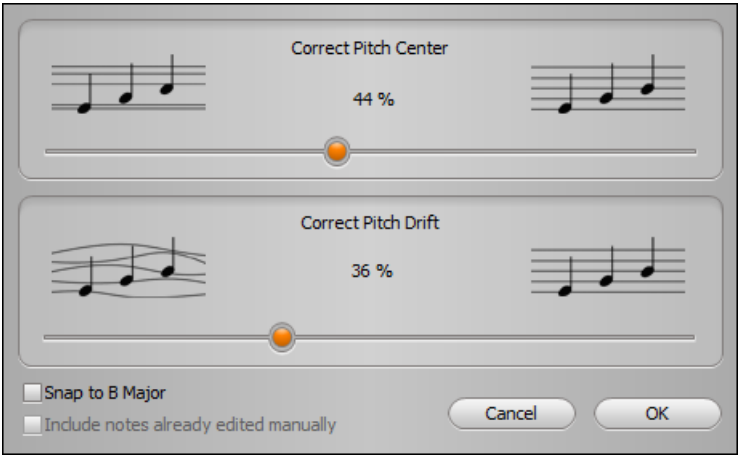 Correct Pitch Center
44 %
Correct Pitch Drift
36 %
Snap to B Major
Include notes already edited manually
Cancel
OK